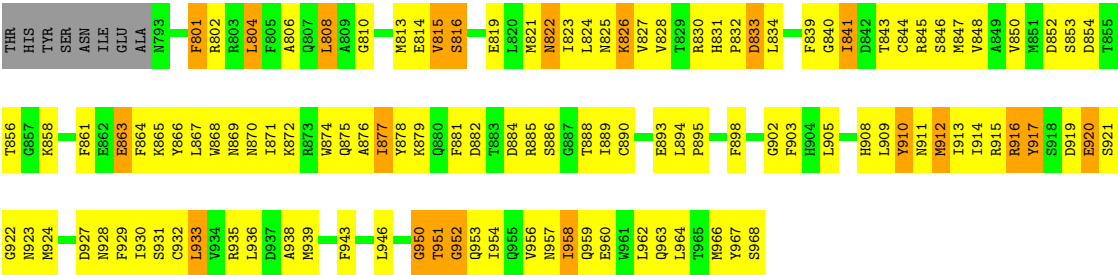 THR HIS TYR SER ASN ILE GLU ALA N793 F801 R802 R803 L804 F805 A806 Q807 L808 A809 G810 M813 E814 V815 S816 E819 L820 M821 N822 I823 L824 N825 K826 V827 V828 T829 R830 H831 P832 D833 L834 F839 G840 I841 D842 T843 C844 R845 S846 M847 V848 A849 V850 M851 D852 S853 D854 T855
T856 G857 K858 F861 E862 E863 F864 K865 Y866 L867 W868 N869 N870 I871 K872 R873 W874 Q875 A876 I877 Y878 K879 Q880 F881 D882 T883 D884 R885 S886 G887 T888 I889 C890 E893 L894 P895 F898 G902 F903 H904 L905 H908 L909 Y910 N911 M912 I913 I914 R915 R916 Y917 S918 D919 E920 S921
G922 N923 M924 D927 N928 F929 I930 S931 C932 L933 V934 R935 L936 D937 A938 M939 F943 L946 G950 T951 G952 Q953 I954 Q955 V956 N957 I958 Q959 E960 W961 L962 Q963 L964 T965 M966 Y967 S968